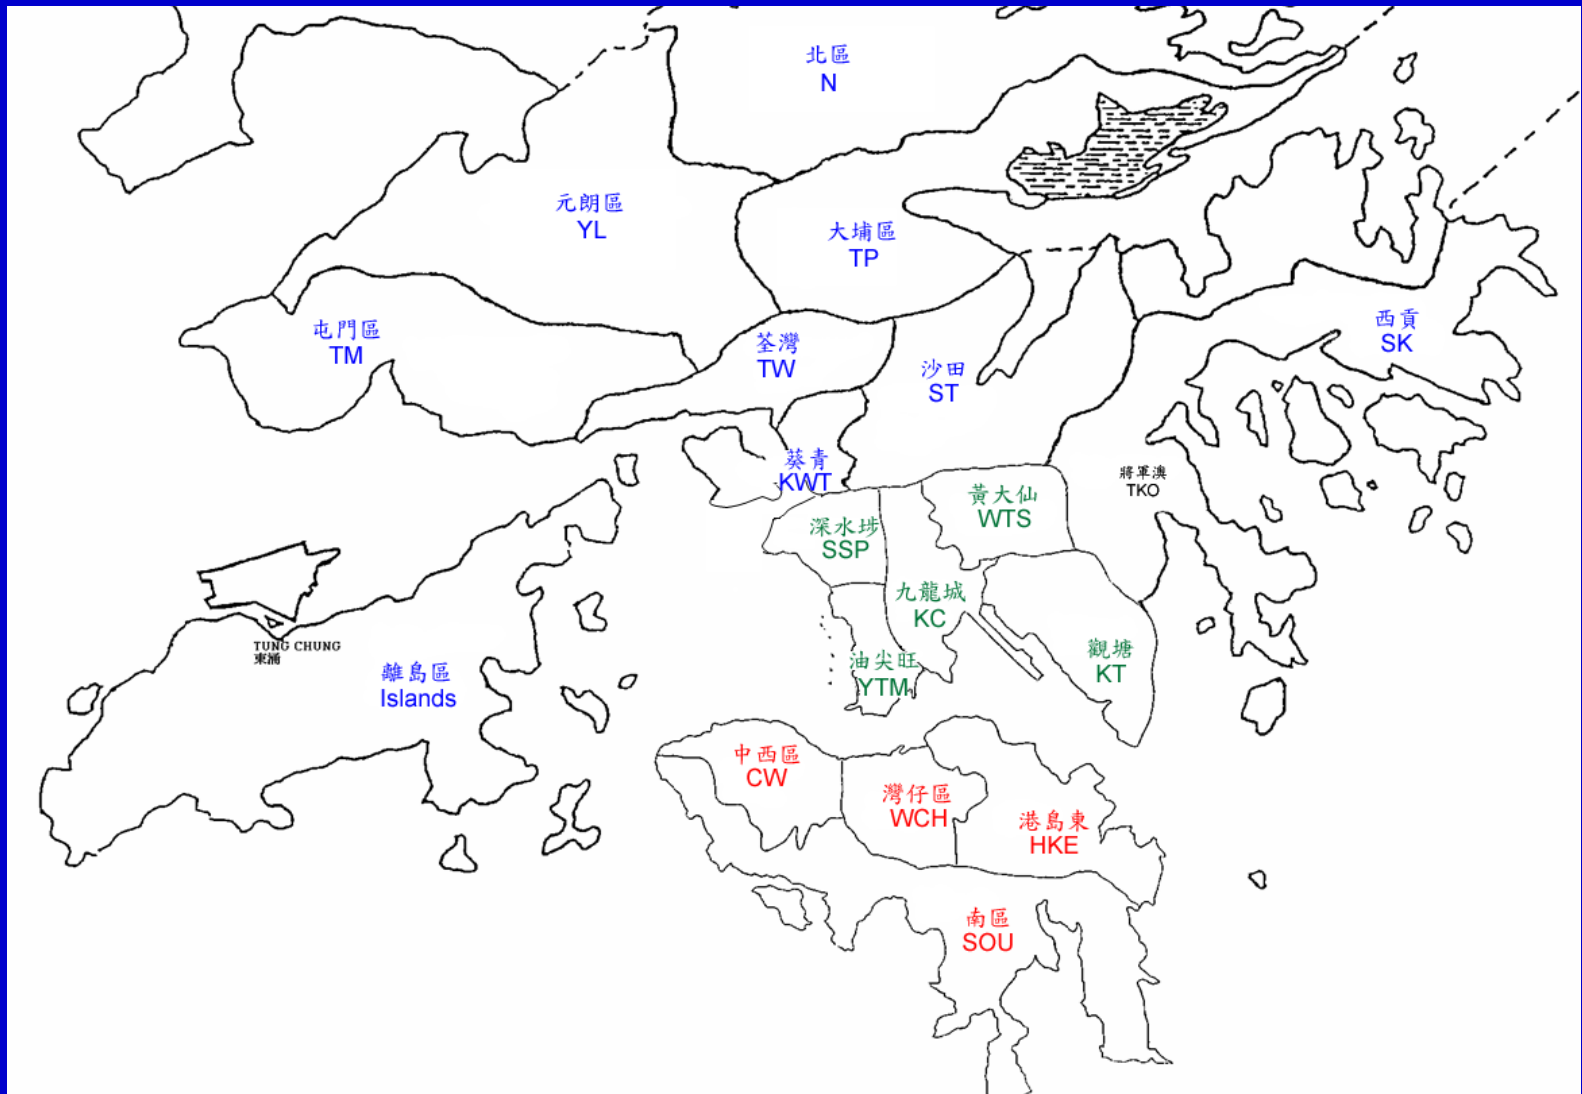 北區
N
元朗區
YL
大埔區
TP
屯門區
TM
荃灣
TW
沙田
ST
西貢
SK
葵青
KWT
將軍澳
TKO
黃大仙
WTS
深水埗
SSP
九龍城
KC
油尖旺
YTM
觀塘
KT
TUNG CHUNG
東涌
離島區
Islands
中西區
CW
灣仔區
WCH
港島東
HKE
南區
SOU